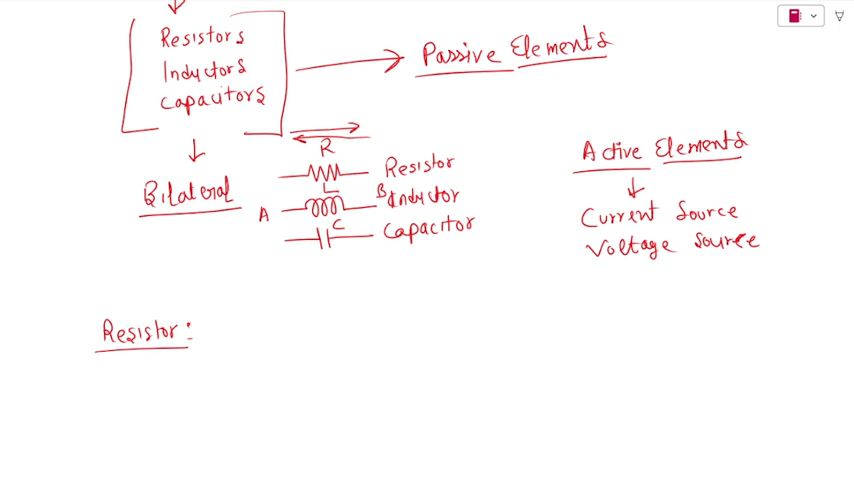 Resistors
Inductors
Capacitors
Passive Elements
Bilateral
R
Resistor
L
A
B
Inductor
C
Capacitor
Active Elements
Current Source
Voltage Source
Resistor: